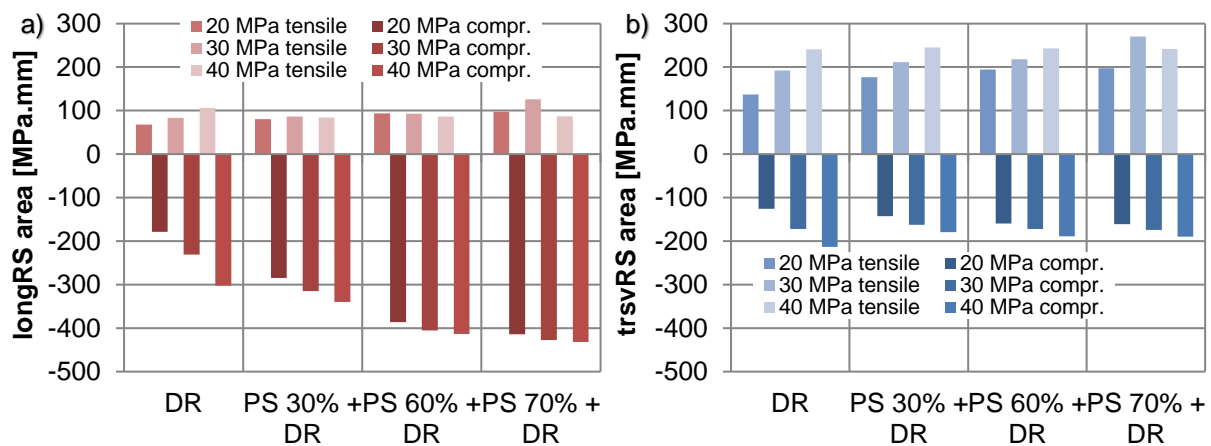 a)
longRS area [MPa.mm]
300
200
100
0
-100
-200
-300
-400
-500
20 MPa tensile 20 MPa compr.
30 MPa tensile 30 MPa compr.
40 MPa tensile 40 MPa compr.
DR PS 30% + PS 60% + PS 70% +
DR DR DR
b)
trsvRS area [MPa.mm]
300
200
100
0
-100
-200
-300
-400
-500
20 MPa tensile 20 MPa compr.
30 MPa tensile 30 MPa compr.
40 MPa tensile 40 MPa compr.
DR PS 30% + PS 60% + PS 70% +
DR DR DR